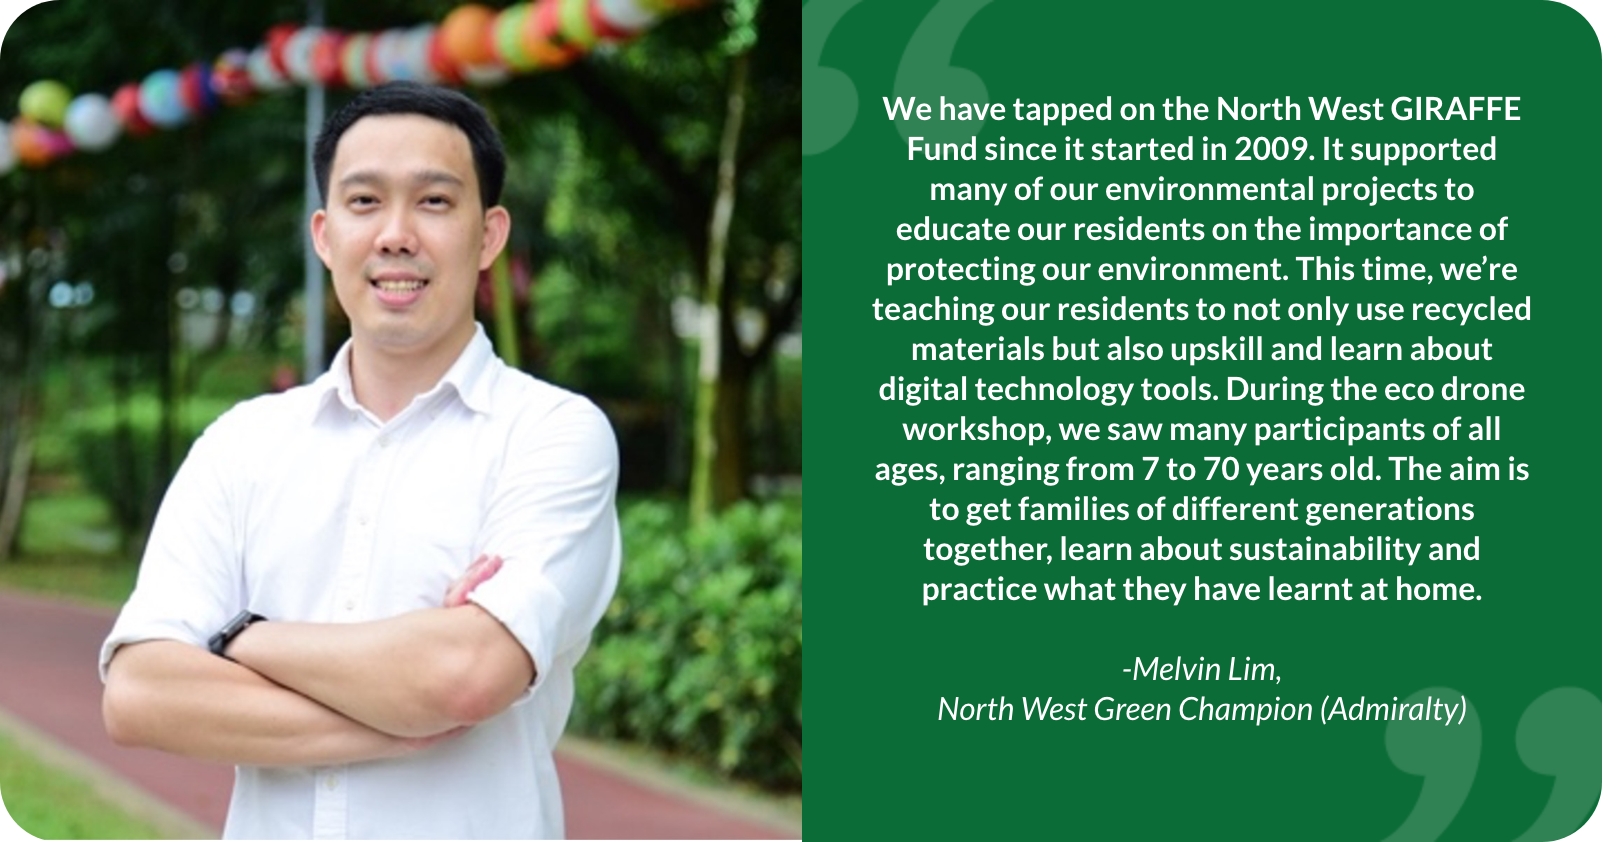 We have tapped on the North West GIRAFFE
Fund since it started in 2009. It supported
many of our environmental projects to
educate our residents on the importance of
protecting our environment. This time, we’re
teaching our residents to not only use recycled
materials but also upskill and learn about
digital technology tools. During the eco drone
workshop, we saw many participants of all
ages, ranging from 7 to 70 years old. The aim is
to get families of different generations
together, learn about sustainability and
practice what they have learnt at home.
-Melvin Lim,
North West Green Champion (Admiralty)